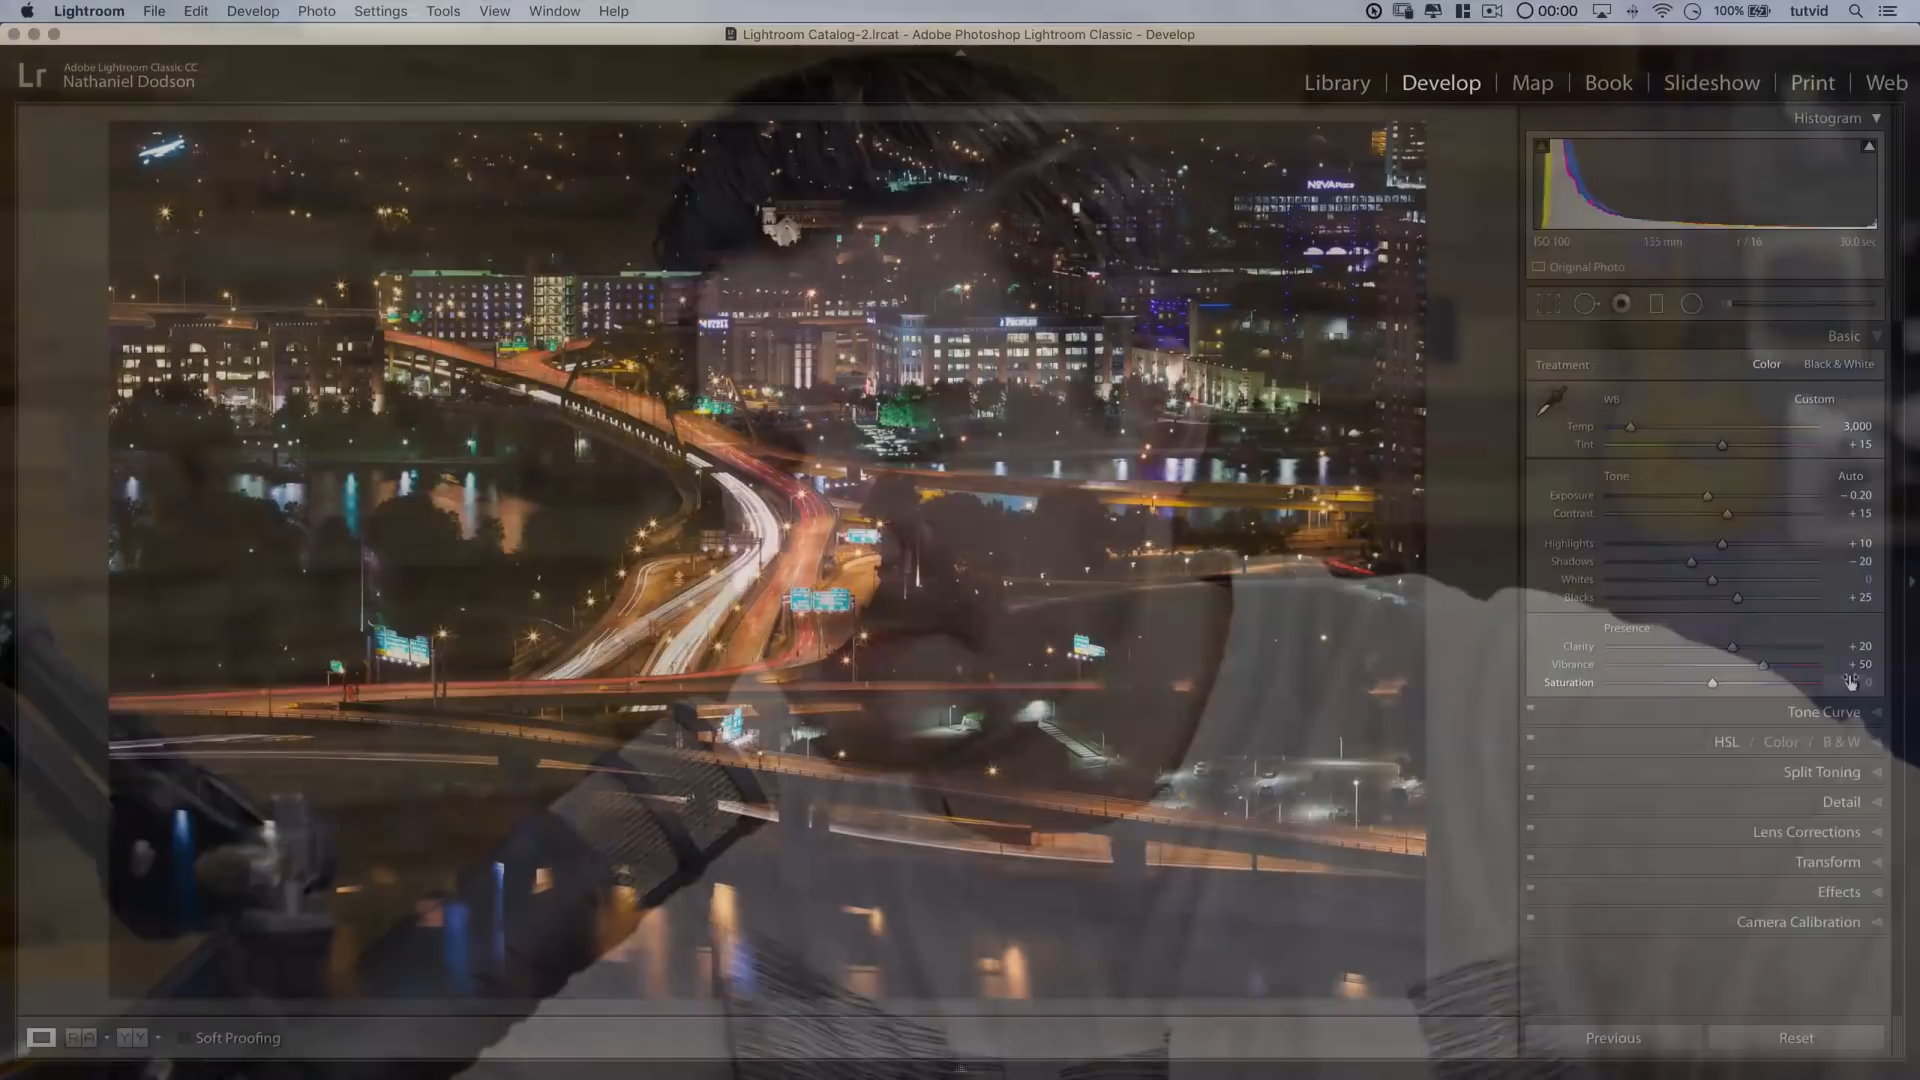 Lightroom File Edit Develop Photo Settings Tools View Window Help 00:00 100% tutvid
Lightroom Catalog-2.lrcat - Adobe Photoshop Lightroom Classic - Develop
Lr Adobe Lightroom Classic CC
Nathaniel Dodson
Library | Develop | Map | Book | Slideshow | Print | Web
Histogram
ISO 100 135 mm f / 16 30.0 sec
Original Photo
Basic
Treatment : Color Black & White
WB : Custom
Temp 3,000
Tint + 15
Tone Auto
Exposure − 0.20
Contrast + 15
Highlights + 10
Shadows − 20
Whites 0
Blacks + 25
Presence
Clarity + 20
Vibrance + 50
Saturation 0
Tone Curve
HSL / Color / B & W
Split Toning
Detail
Lens Corrections
Transform
Effects
Camera Calibration
NOVA Place
PEOPLES
R A Y Y Soft Proofing
Previous Reset